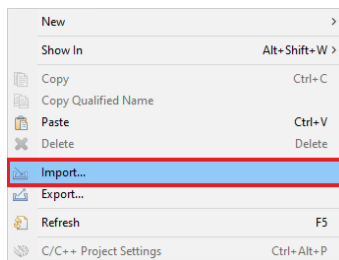 New >
Show In Alt+Shift+W >
Copy Ctrl+C
Copy Qualified Name
Paste Ctrl+V
Delete Delete
Import...
Export...
Refresh F5
C/C++ Project Settings Ctrl+Alt+P